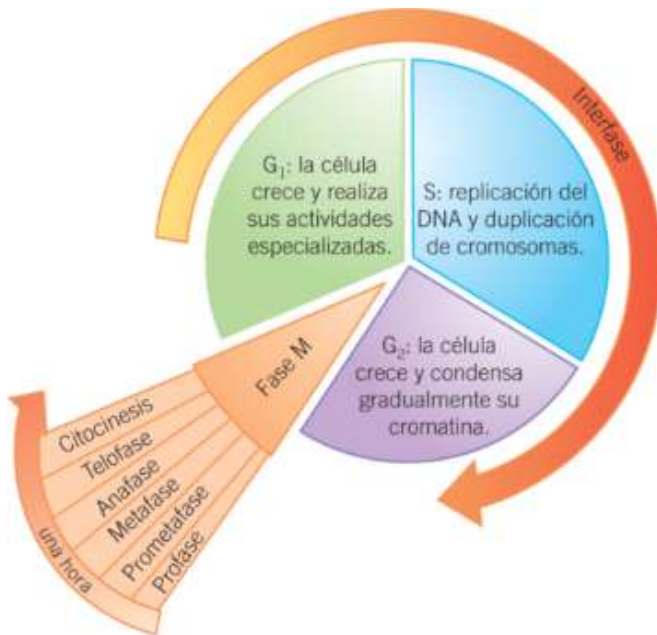 Interfase
G₁: la célula
crece y realiza
sus actividades
especializadas.
S: replicación del
DNA y duplicación
de cromosomas.
G₂: la célula
crece y condensa
gradualmente su
cromatina.
Fase M
Citocinesis
Telofase
Anafase
Metafase
Prometafase
Profase
una hora